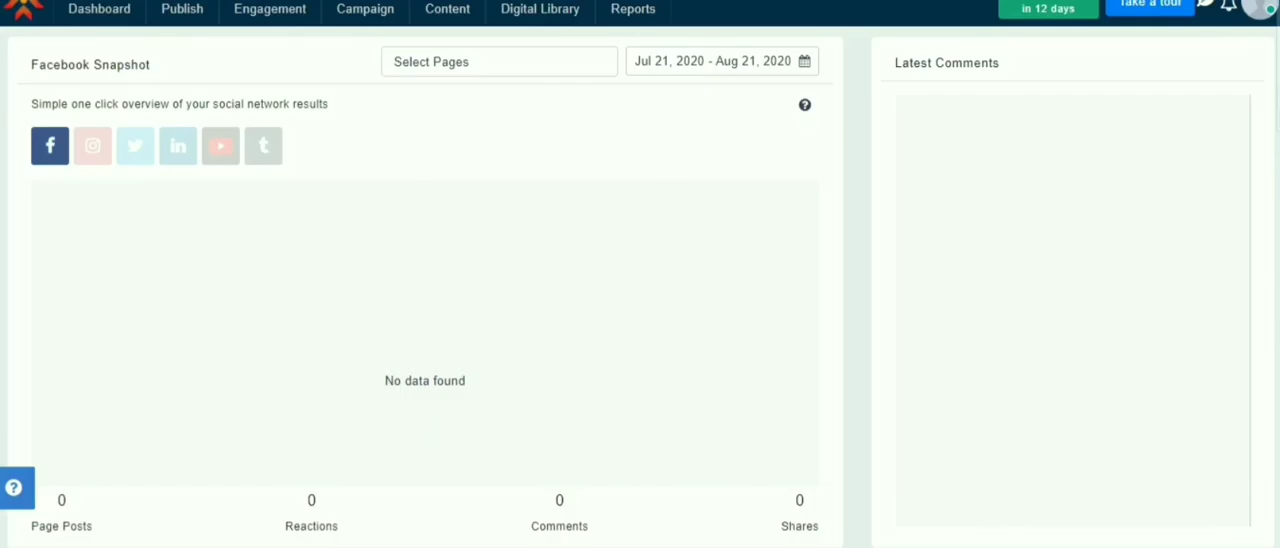 Dashboard Publish Engagement Campaign Content Digital Library Reports in 12 days Take a tour
Facebook Snapshot Select Pages Jul 21, 2020 - Aug 21, 2020
Simple one click overview of your social network results
No data found
0 0 0 0
Page Posts Reactions Comments Shares
Latest Comments